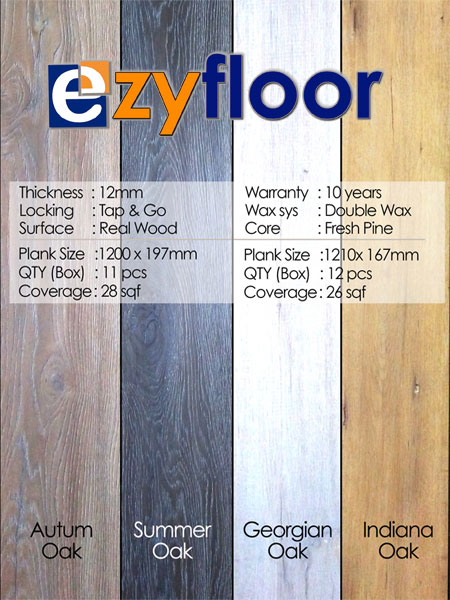 ezyfloor
Thickness : 12mm
Locking : Tap & Go
Surface : Real Wood
Warranty : 10 years
Wax sys : Double Wax
Core : Fresh Pine
Plank Size :1200 x 197mm
QTY (Box) : 11 pcs
Coverage: 28 sqf
Plank Size :1210x 167mm
QTY (Box) : 12 pcs
Coverage: 26 sqf
Autum
Oak
Summer
Oak
Georgian
Oak
Indiana
Oak